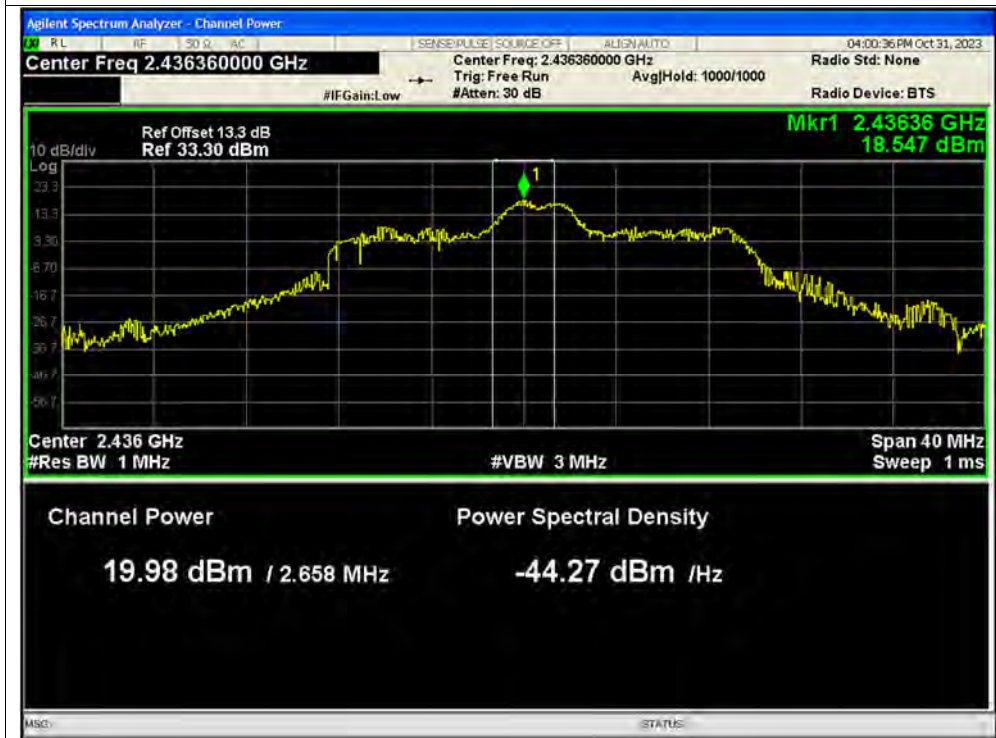 Agilent Spectrum Analyzer - Channel Power
RL RF 50 Ω AC SENSE:PULSE SOURCE OFF ALIGNAUTO 04:00:36PM Oct 31, 2023
Center Freq 2.436360000 GHz Center Freq: 2.436360000 GHz Radio Std: None
Trig: Free Run Avg|Hold: 1000/1000
#IFGain:Low #Atten: 30 dB Radio Device: BTS
Mkr1 2.43636 GHz
Ref Offset 13.3 dB
10 dB/div Ref 33.30 dBm 18.547 dBm
Log
1
23.3
13.3
3.30
-6.70
-16.7
-26.7
-36.7
-46.7
-56.7
Center 2.436 GHz Span 40 MHz
#Res BW 1 MHz #VBW 3 MHz Sweep 1 ms
Channel Power Power Spectral Density
19.98 dBm / 2.658 MHz -44.27 dBm /Hz
MSG STATUS